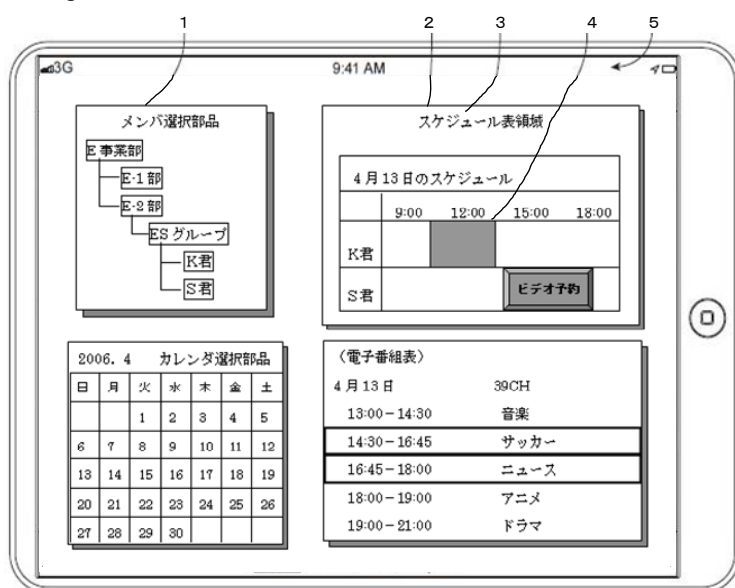 1 2 3 4 5
3G 9:41 AM
メンバ選択部品
E 事業部
E-1 部
E-2 部
ES グループ
K君
S君
スケジュール表領域
4月13日のスケジュール
9:00 12:00 15:00 18:00
K君
S君 ビデオ予約
2006. 4 カレンダ選択部品
日 月 火 水 木 金 土
1 2 3 4 5
6 7 8 9 10 11 12
13 14 15 16 17 18 19
20 21 22 23 24 25 26
27 28 29 30
（電子番組表）
4月13日 39CH
13:00－14:30 音楽
14:30－16:45 サッカー
16:45－18:00 ニュース
18:00－19:00 アニメ
19:00－21:00 ドラマ